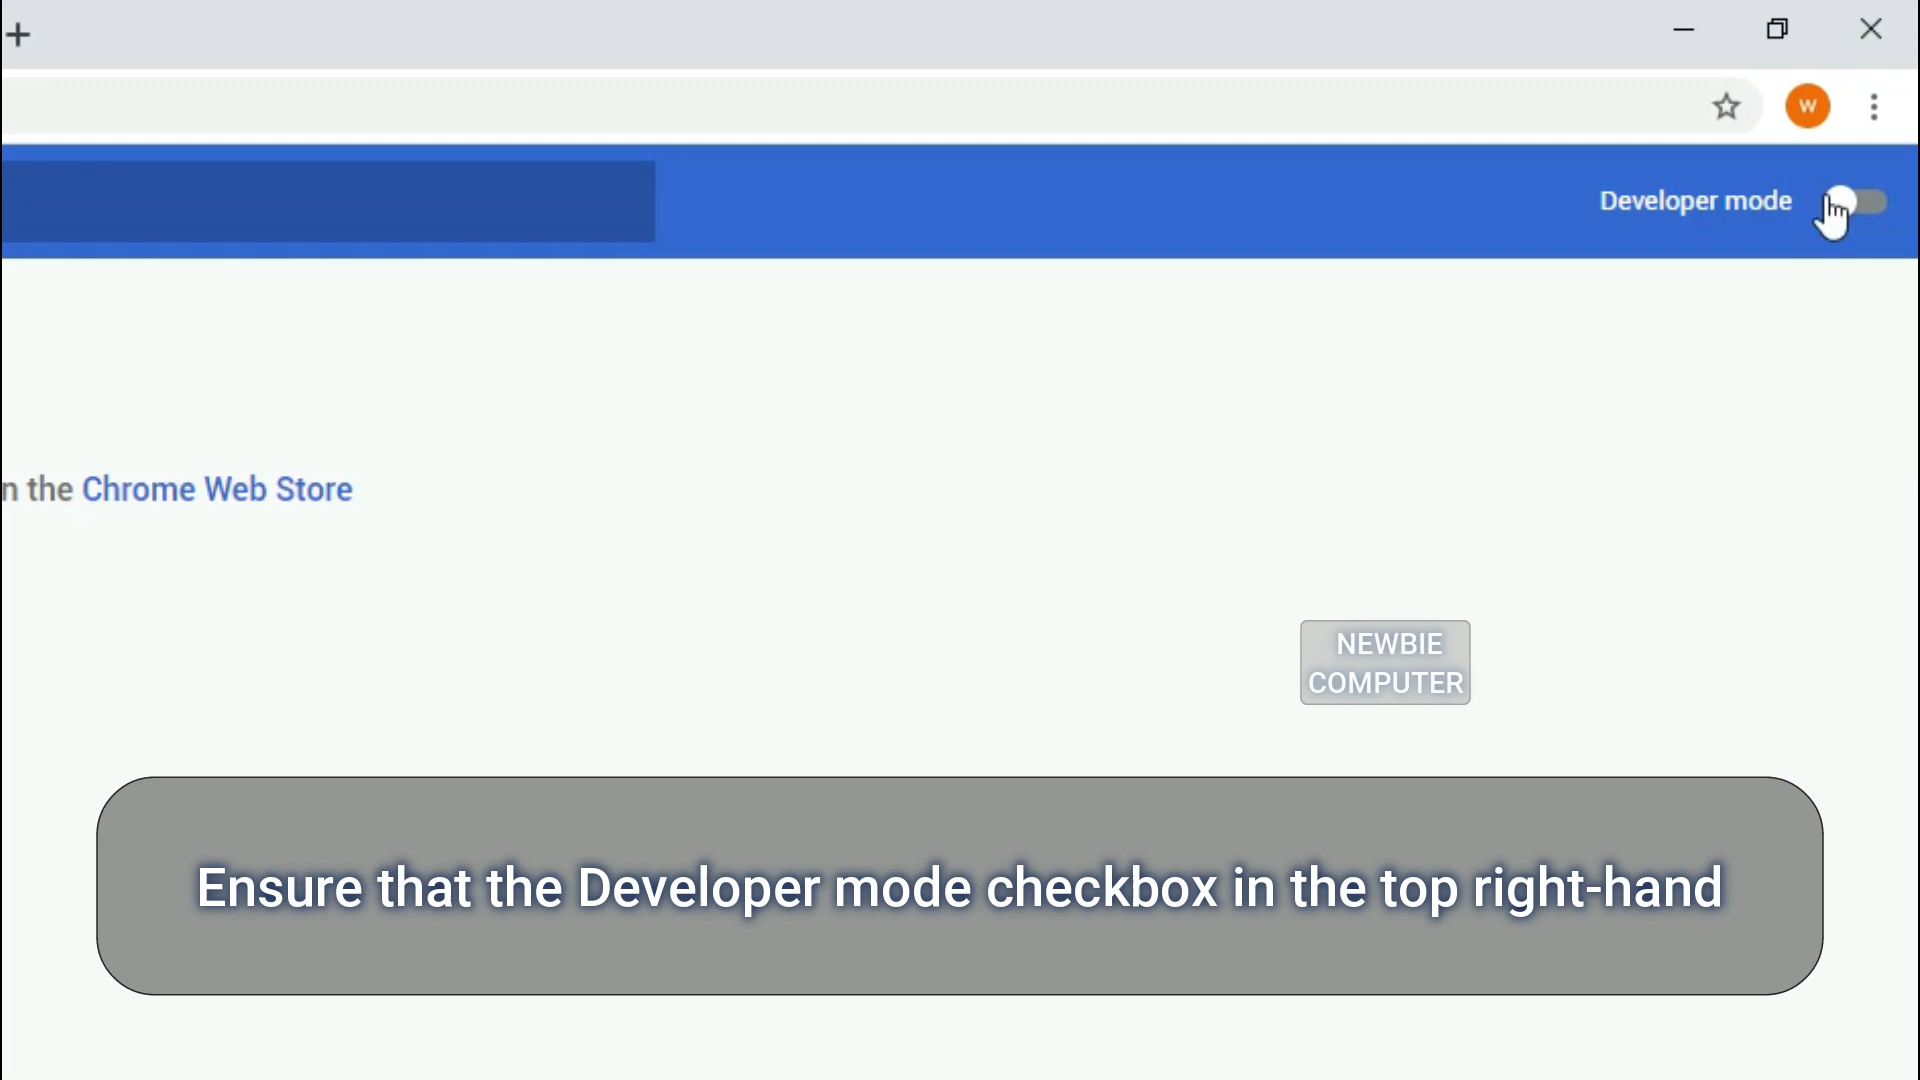 W
Developer mode
n the Chrome Web Store
NEWBIE
COMPUTER
Ensure that the Developer mode checkbox in the top right-hand